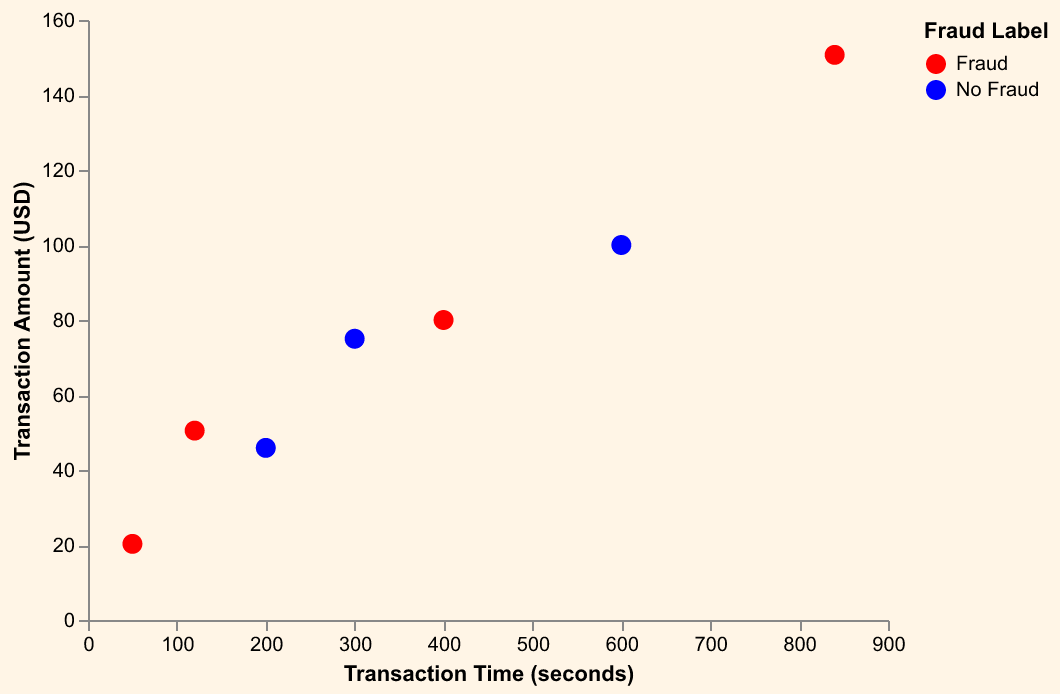 160
140
120
100
80
60
40
20
0
Transaction Amount (USD)
0 100 200 300 400 500 600 700 800 900
Transaction Time (seconds)
Fraud Label
Fraud
No Fraud